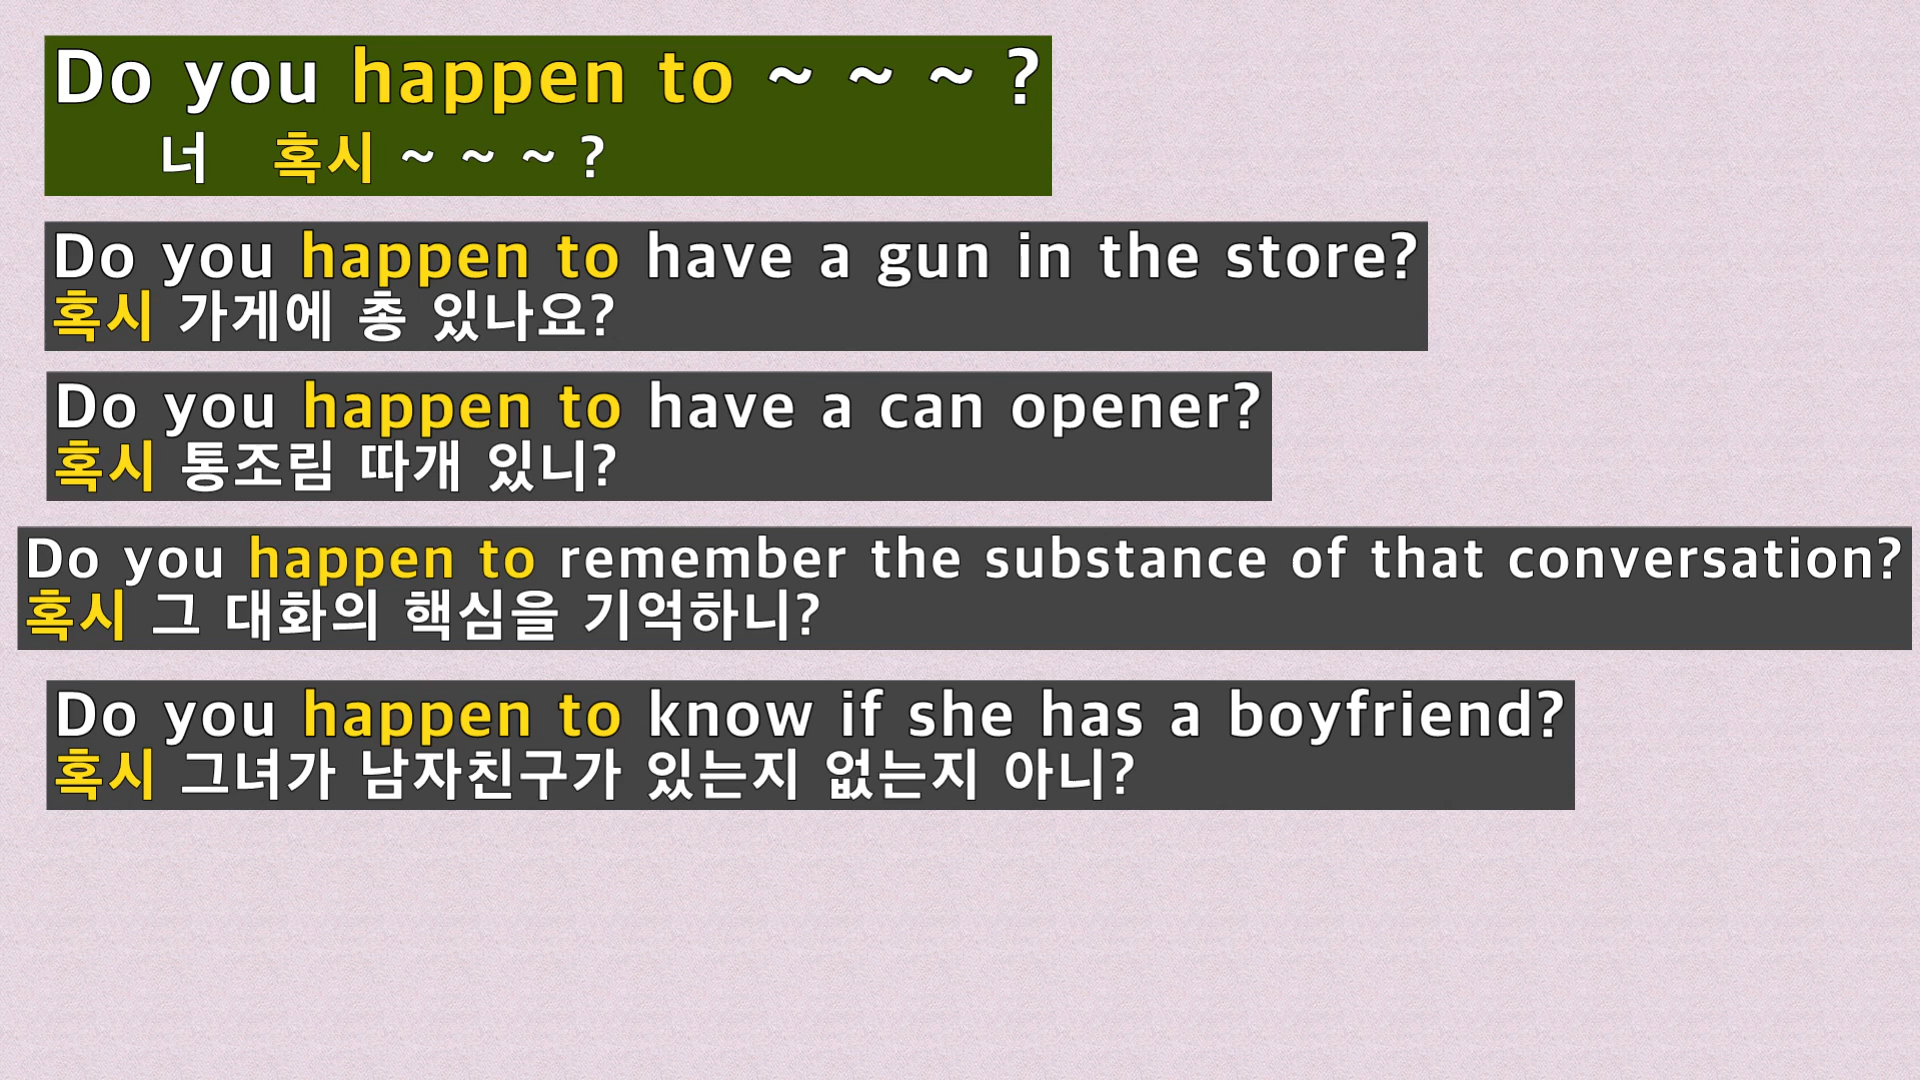 Do you happen to ~ ~ ~ ?
너 혹시 ~ ~ ~ ?
Do you happen to have a gun in the store?
혹시 가게에 총 있나요?
Do you happen to have a can opener?
혹시 통조림 따개 있니?
Do you happen to remember the substance of that conversation?
혹시 그 대화의 핵심을 기억하니?
Do you happen to know if she has a boyfriend?
혹시 그녀가 남자친구가 있는지 없는지 아니?